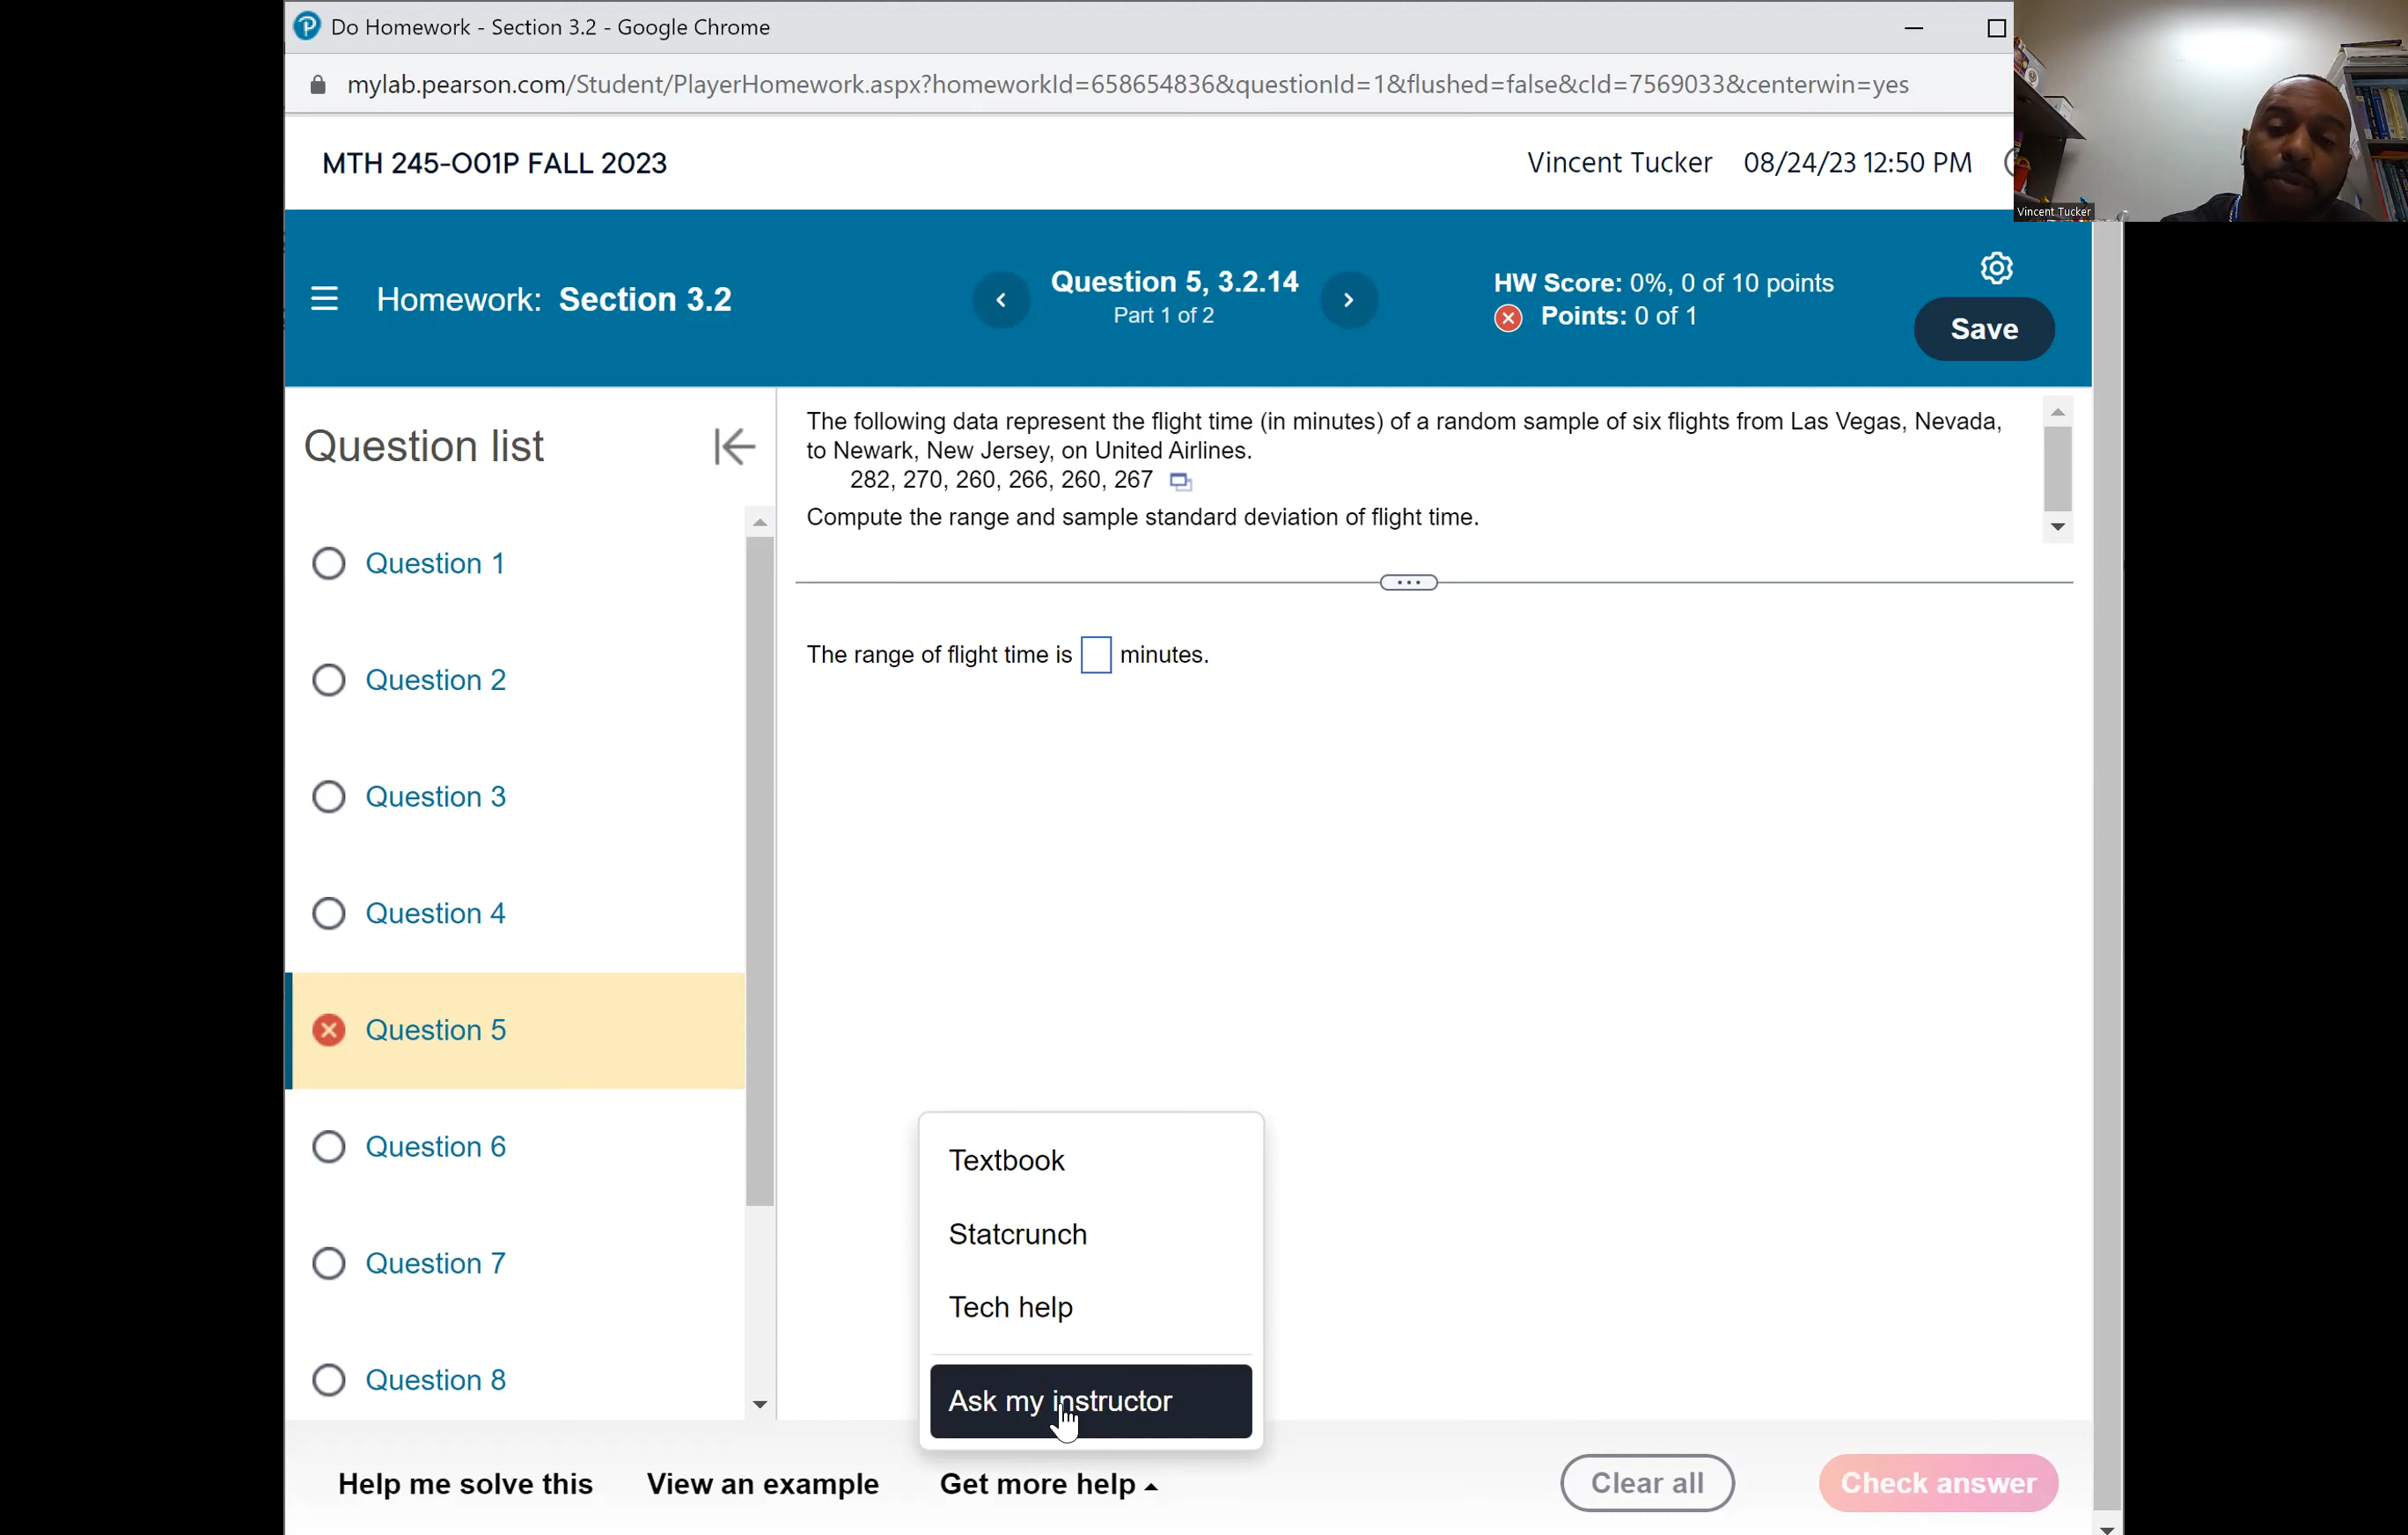 Do Homework - Section 3.2 - Google Chrome
mylab.pearson.com/Student/PlayerHomework.aspx?homeworkId=658654836&questionId=1&flushed=false&cId=7569033&centerwin=yes
MTH 245-O01P FALL 2023
Vincent Tucker 08/24/23 12:50 PM
Vincent Tucker
Homework: Section 3.2
Question 5, 3.2.14
Part 1 of 2
HW Score: 0%, 0 of 10 points
Points: 0 of 1
Save
Question list
Question 1
Question 2
Question 3
Question 4
Question 5
Question 6
Question 7
Question 8
The following data represent the flight time (in minutes) of a random sample of six flights from Las Vegas, Nevada,
to Newark, New Jersey, on United Airlines.
282, 270, 260, 266, 260, 267
Compute the range and sample standard deviation of flight time.
The range of flight time is minutes.
Textbook
Statcrunch
Tech help
Ask my instructor
Help me solve this
View an example
Get more help
Clear all
Check answer